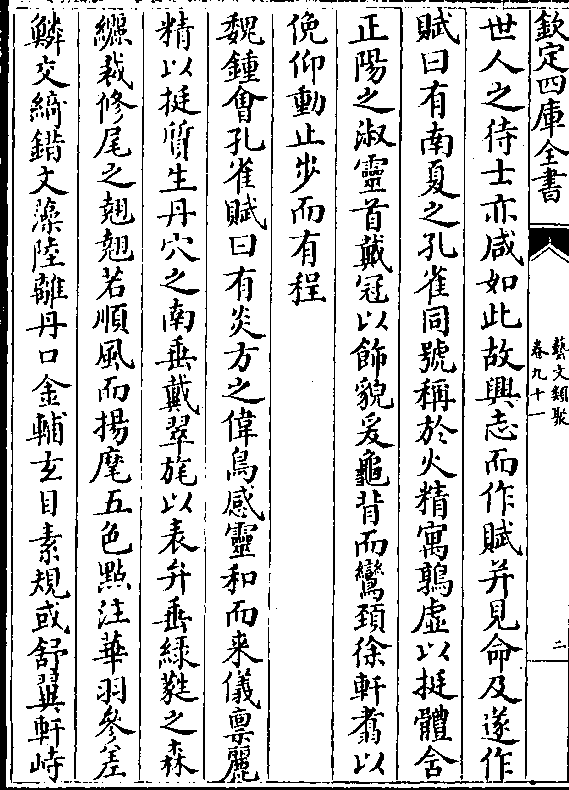 欽定四庫全書
藝文類聚
卷九十一
二
世人之待士亦咸如此故興志而作賦并見命及遂作
賦曰有南夏之孔雀同號稱於火精寓鶉虛以挺體含
正陽之淑靈首戴冠以飾貌爰龜背而鸞頸徐軒翥以
俛仰動止步而有程
魏鍾會孔雀賦曰有炎方之偉鳥感靈和而来儀禀麗
精以挺質生丹穴之南垂戴翠旄以表弁垂綠蕤之森
纚裁修尾之翹翹若順風而揚麾五色㸃注華羽參差
鱗交綺錯文藻陸離丹口金輔玄目素規或舒翼軒峙